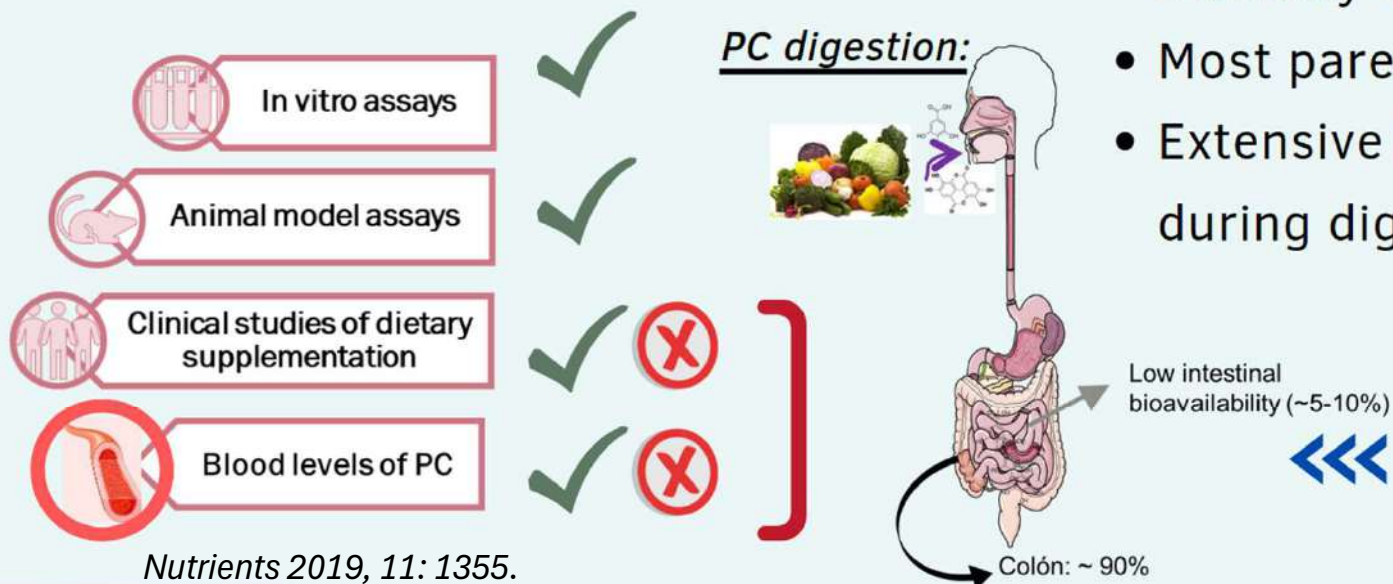 PC digestion:
• Most pare
• Extensive
during dig
In vitro assays
Animal model assays
Clinical studies of dietary
supplementation
Blood levels of PC
Low intestinal
bioavailability (~5-10%)
Colón: ~ 90%
Nutrients 2019, 11: 1355.